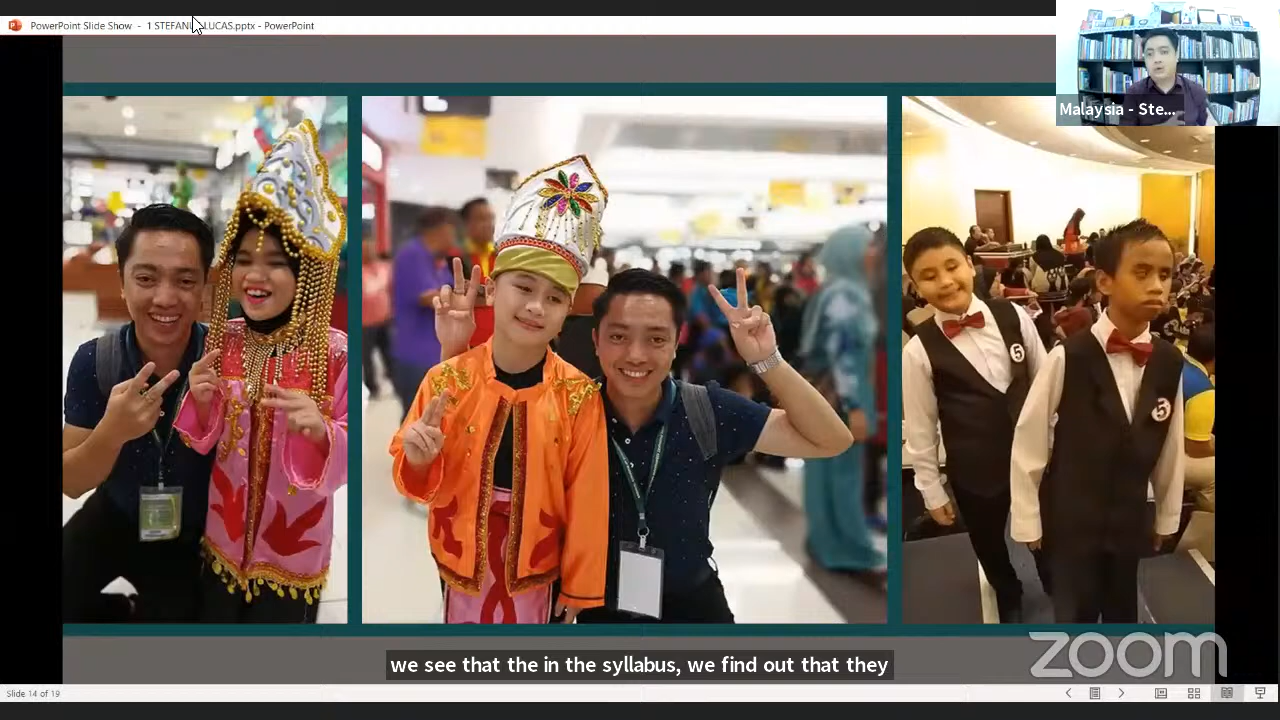 PowerPoint Slide Show - 1 STEFAN LUCAS.pptx - PowerPoint
Malaysia - Ste...
5
5
zoom
we see that the in the syllabus, we find out that they
Slide 14 of 19